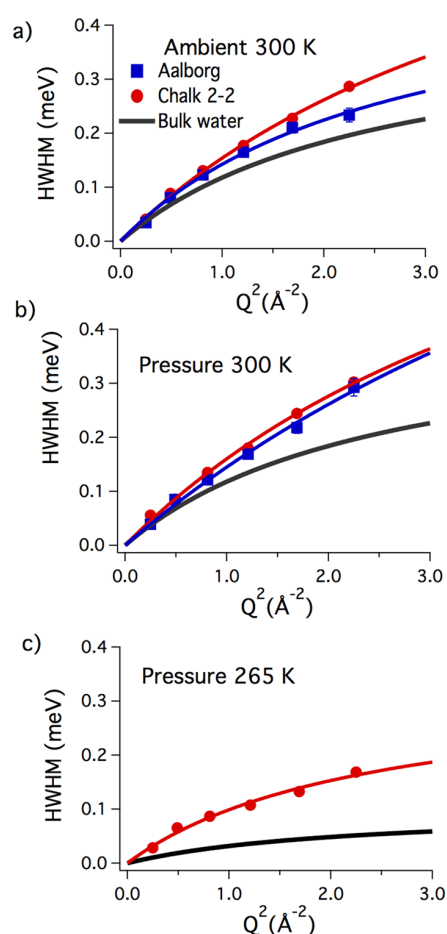 a)
Ambient 300 K
Aalborg
Chalk 2-2
Bulk water
HWHM (meV)
0.4
0.3
0.2
0.1
0.0
0.0 1.0 2.0 3.0
Q²(Å⁻²)
b)
Pressure 300 K
HWHM (meV)
0.4
0.3
0.2
0.1
0.0
0.0 1.0 2.0 3.0
Q²(Å⁻²)
c)
Pressure 265 K
HWHM (meV)
0.4
0.3
0.2
0.1
0.0
0.0 1.0 2.0 3.0
Q²(Å⁻²)